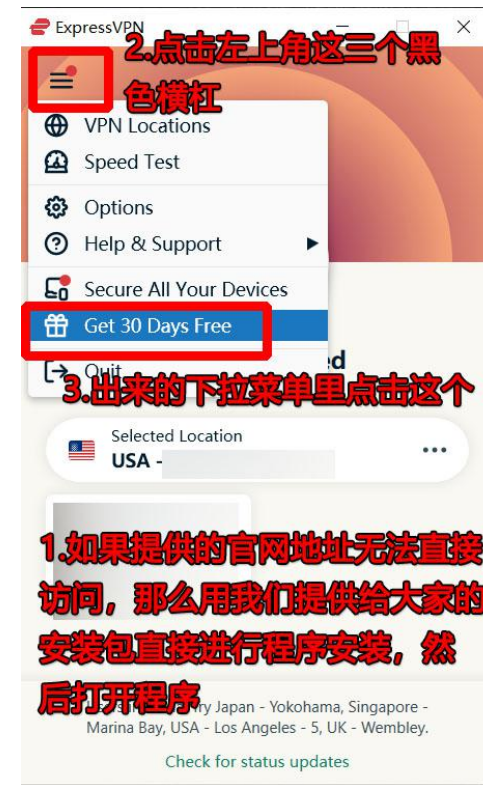 ExpressVPN
2.点击左上角这三个黑
色横杠
VPN Locations
Speed Test
Options
Help & Support
Secure All Your Devices
Get 30 Days Free
Quit
3.出来的下拉菜单里点击这个
Selected Location
USA -
1.如果提供的官网地址无法直接
访问，那么用我们提供给大家的
安装包直接进行程序安装，然
后打开程序
Japan - Yokohama, Singapore -
Marina Bay, USA - Los Angeles - 5, UK - Wembley.
Check for status updates